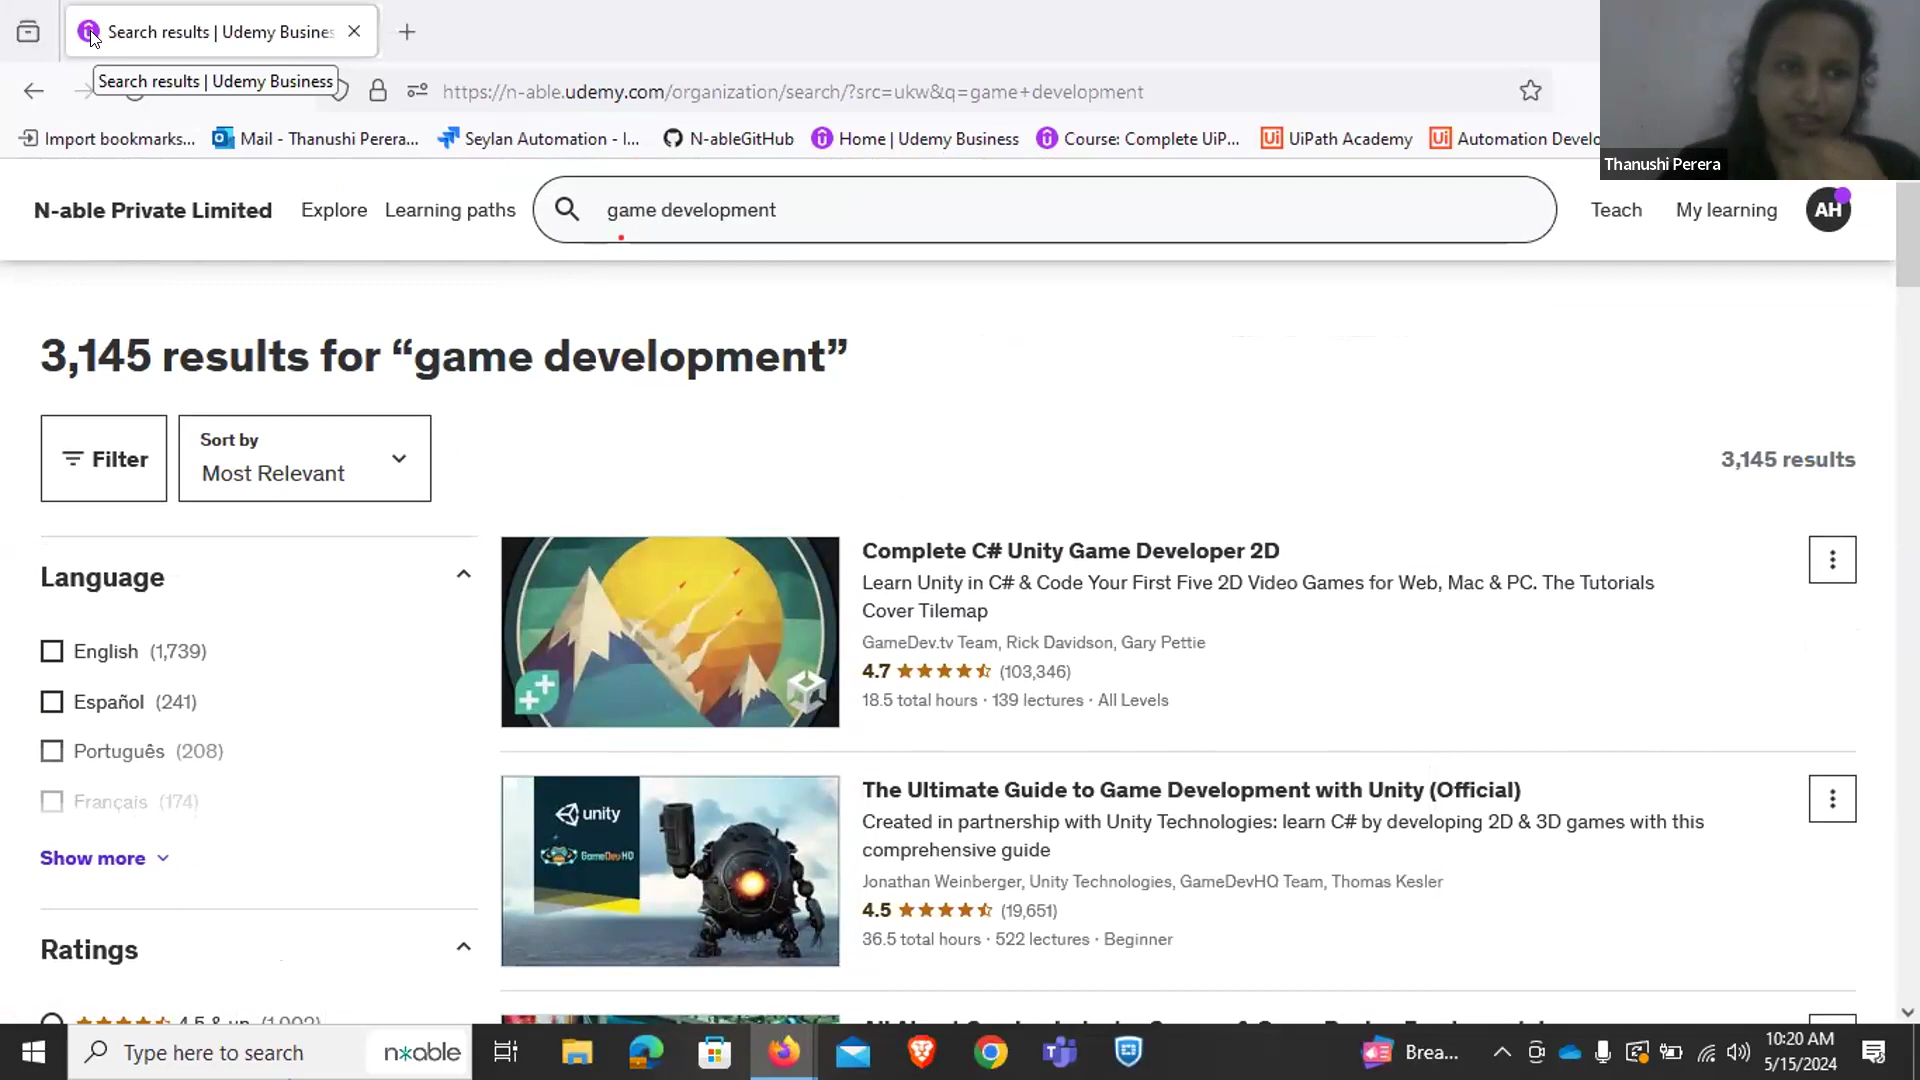 Search results | Udemy Busines
Search results | Udemy Business
https://n-able.udemy.com/organization/search/?src=ukw&q=game+development
Import bookmarks...
Mail - Thanushi Perera...
Seylan Automation - I...
N-ableGitHub
Home | Udemy Business
Course: Complete UiP...
UiPath Academy
Automation Develo
Thanushi Perera
N-able Private Limited
Explore
Learning paths
game development
Teach
My learning
AH
3,145 results for “game development”
Filter
Sort by
Most Relevant
3,145 results
Language
English (1,739)
Español (241)
Português (208)
Français (174)
Show more
Ratings
4.5 & up
Complete C# Unity Game Developer 2D
Learn Unity in C# & Code Your First Five 2D Video Games for Web, Mac & PC. The Tutorials
Cover Tilemap
GameDev.tv Team, Rick Davidson, Gary Pettie
4.7 (103,346)
18.5 total hours · 139 lectures · All Levels
unity
GameDevHQ
The Ultimate Guide to Game Development with Unity (Official)
Created in partnership with Unity Technologies: learn C# by developing 2D & 3D games with this
comprehensive guide
Jonathan Weinberger, Unity Technologies, GameDevHQ Team, Thomas Kesler
4.5 (19,651)
36.5 total hours · 522 lectures · Beginner
Type here to search
n*able
Brea...
10:20 AM
5/15/2024